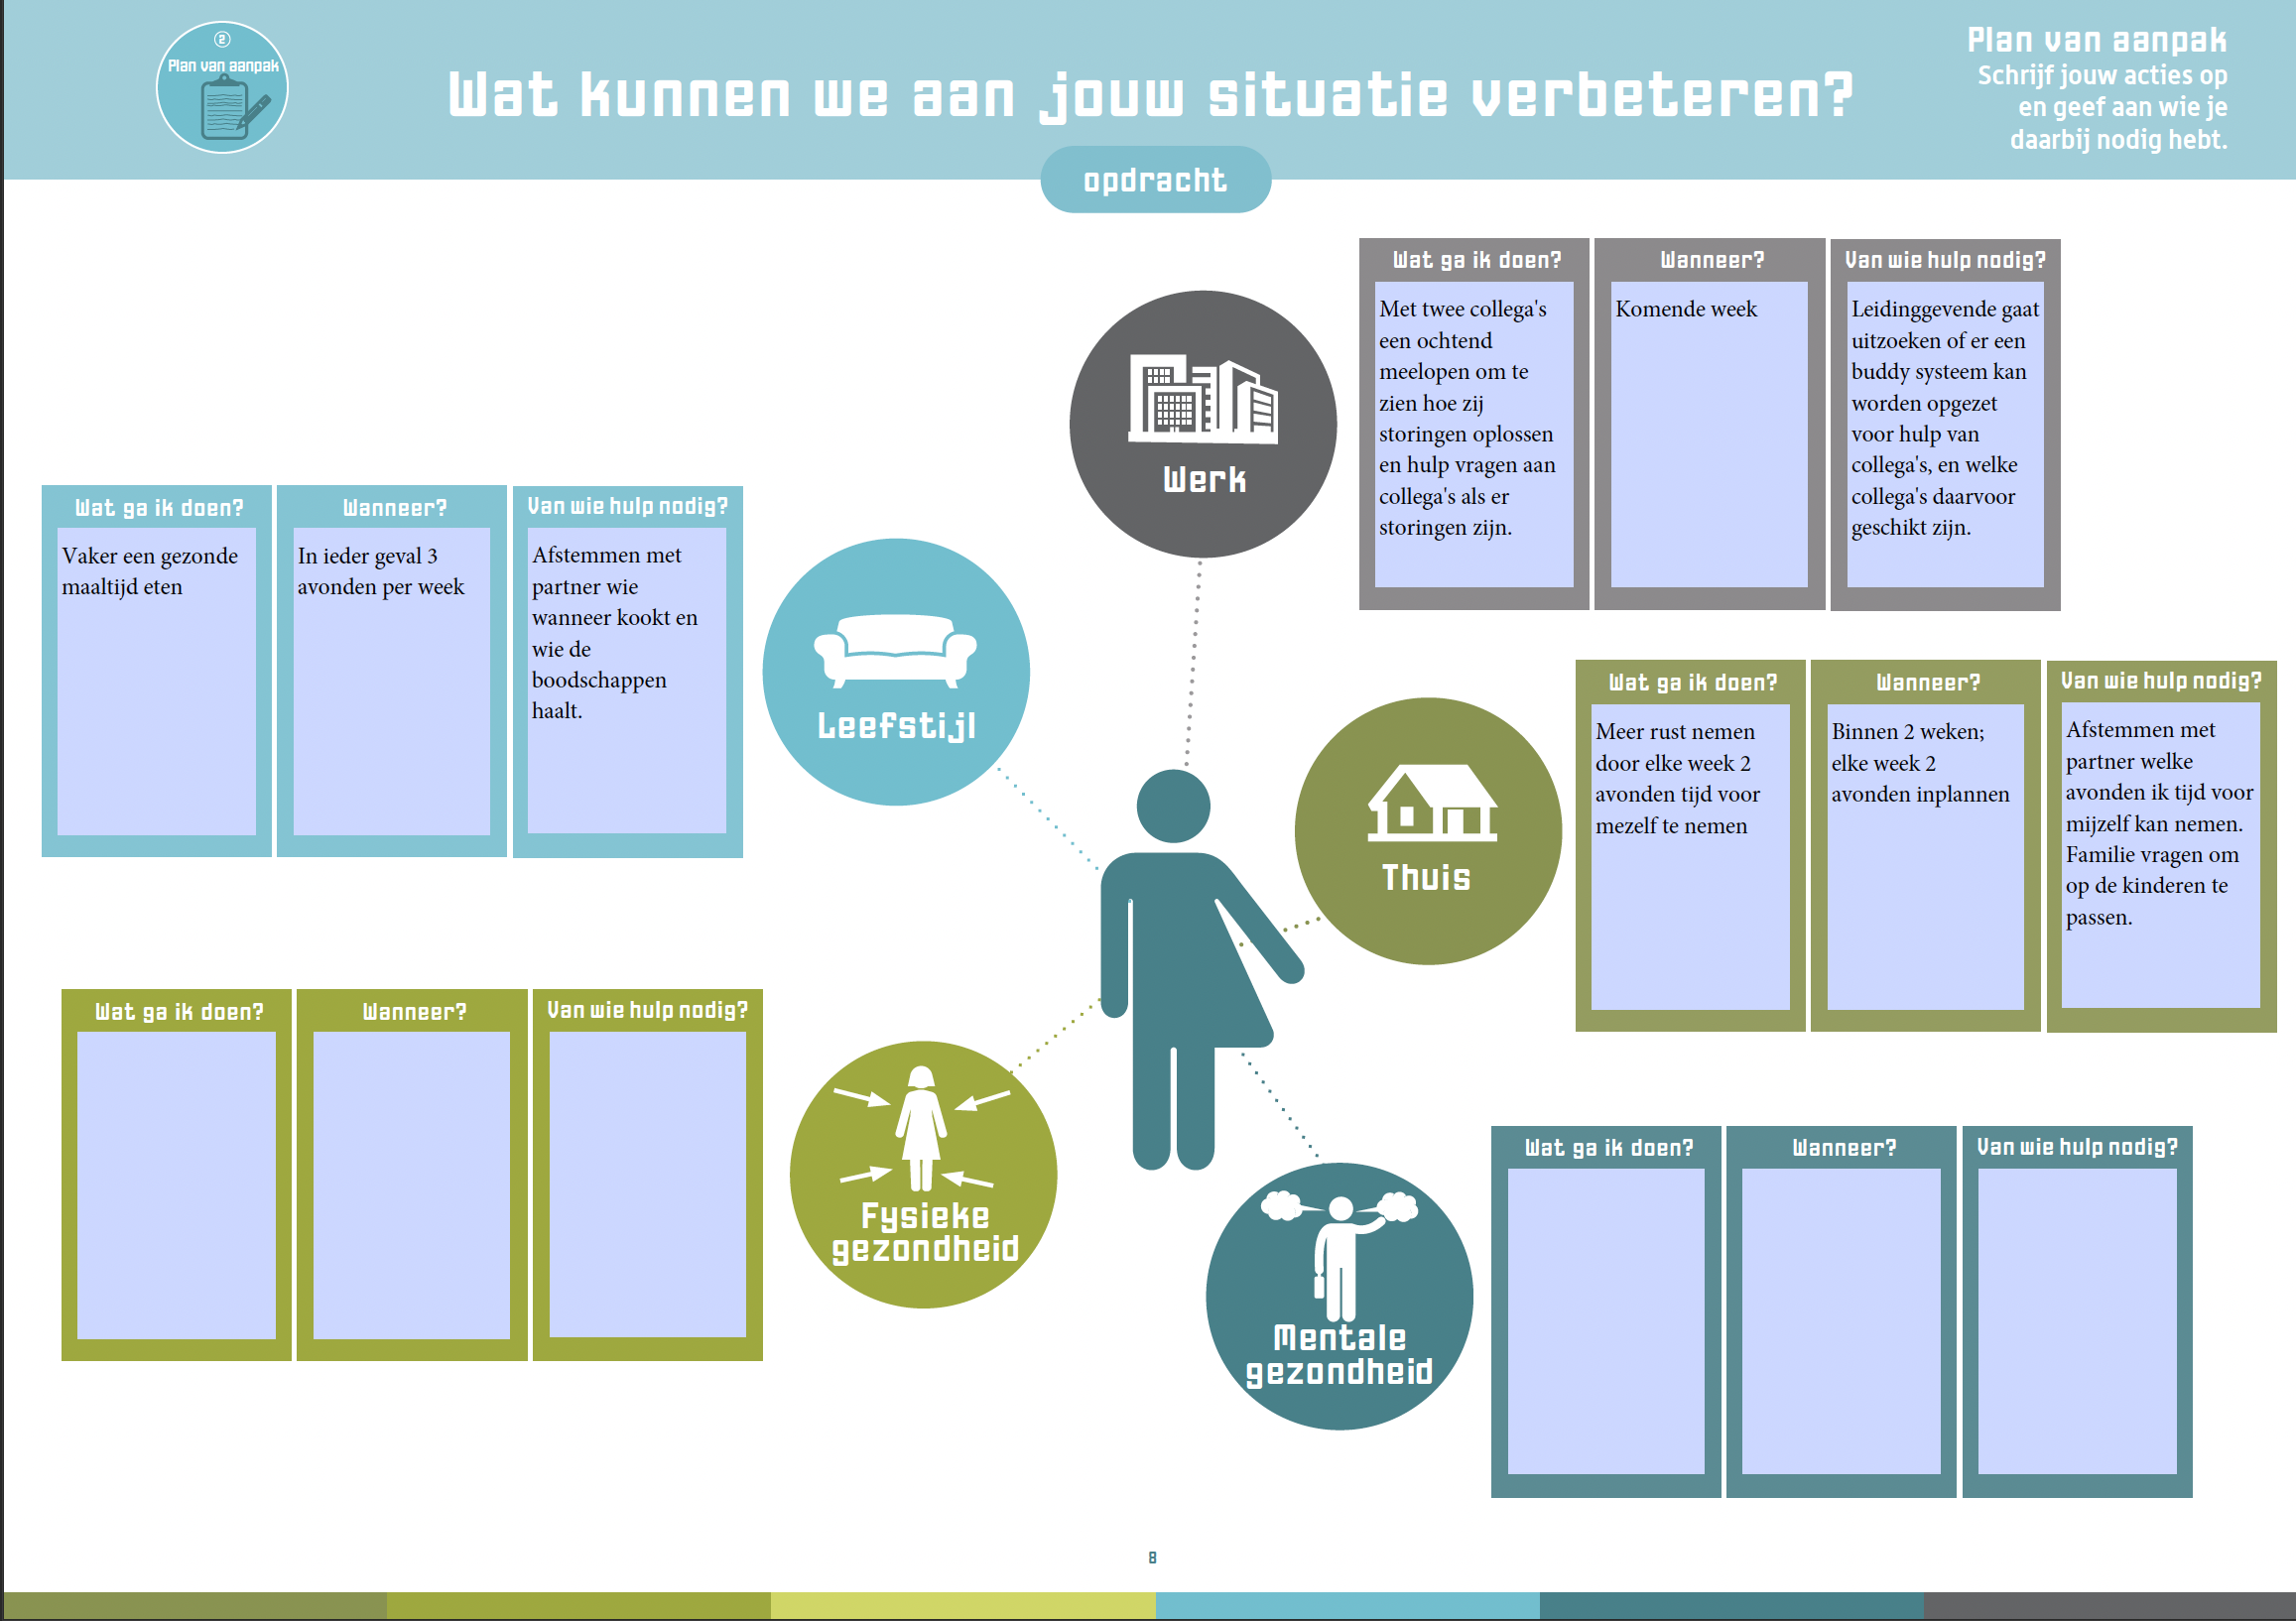 2
Plan van aanpak
Wat kunnen we aan jouw situatie verbeteren?
Plan van aanpak
Schrijf jouw acties op
en geef aan wie je
daarbij nodig hebt.
opdracht
Werk
Wat ga ik doen?
Met twee collega's
een ochtend
meelopen om te
zien hoe zij
storingen oplossen
en hulp vragen aan
collega's als er
storingen zijn.
Wanneer?
Komende week
Van wie hulp nodig?
Leidinggevende gaat
uitzoeken of er een
buddy systeem kan
worden opgezet
voor hulp van
collega's, en welke
collega's daarvoor
geschikt zijn.
Wat ga ik doen?
Vaker een gezonde
maaltijd eten
Wanneer?
In ieder geval 3
avonden per week
Van wie hulp nodig?
Afstemmen met
partner wie
wanneer kookt en
wie de
boodschappen
haalt.
Leefstijl
Thuis
Wat ga ik doen?
Meer rust nemen
door elke week 2
avonden tijd voor
mezelf te nemen
Wanneer?
Binnen 2 weken;
elke week 2
avonden inplannen
Van wie hulp nodig?
Afstemmen met
partner welke
avonden ik tijd voor
mijzelf kan nemen.
Familie vragen om
op de kinderen te
passen.
Wat ga ik doen?
Wanneer?
Van wie hulp nodig?
Fysieke
gezondheid
Mentale
gezondheid
Wat ga ik doen?
Wanneer?
Van wie hulp nodig?
8